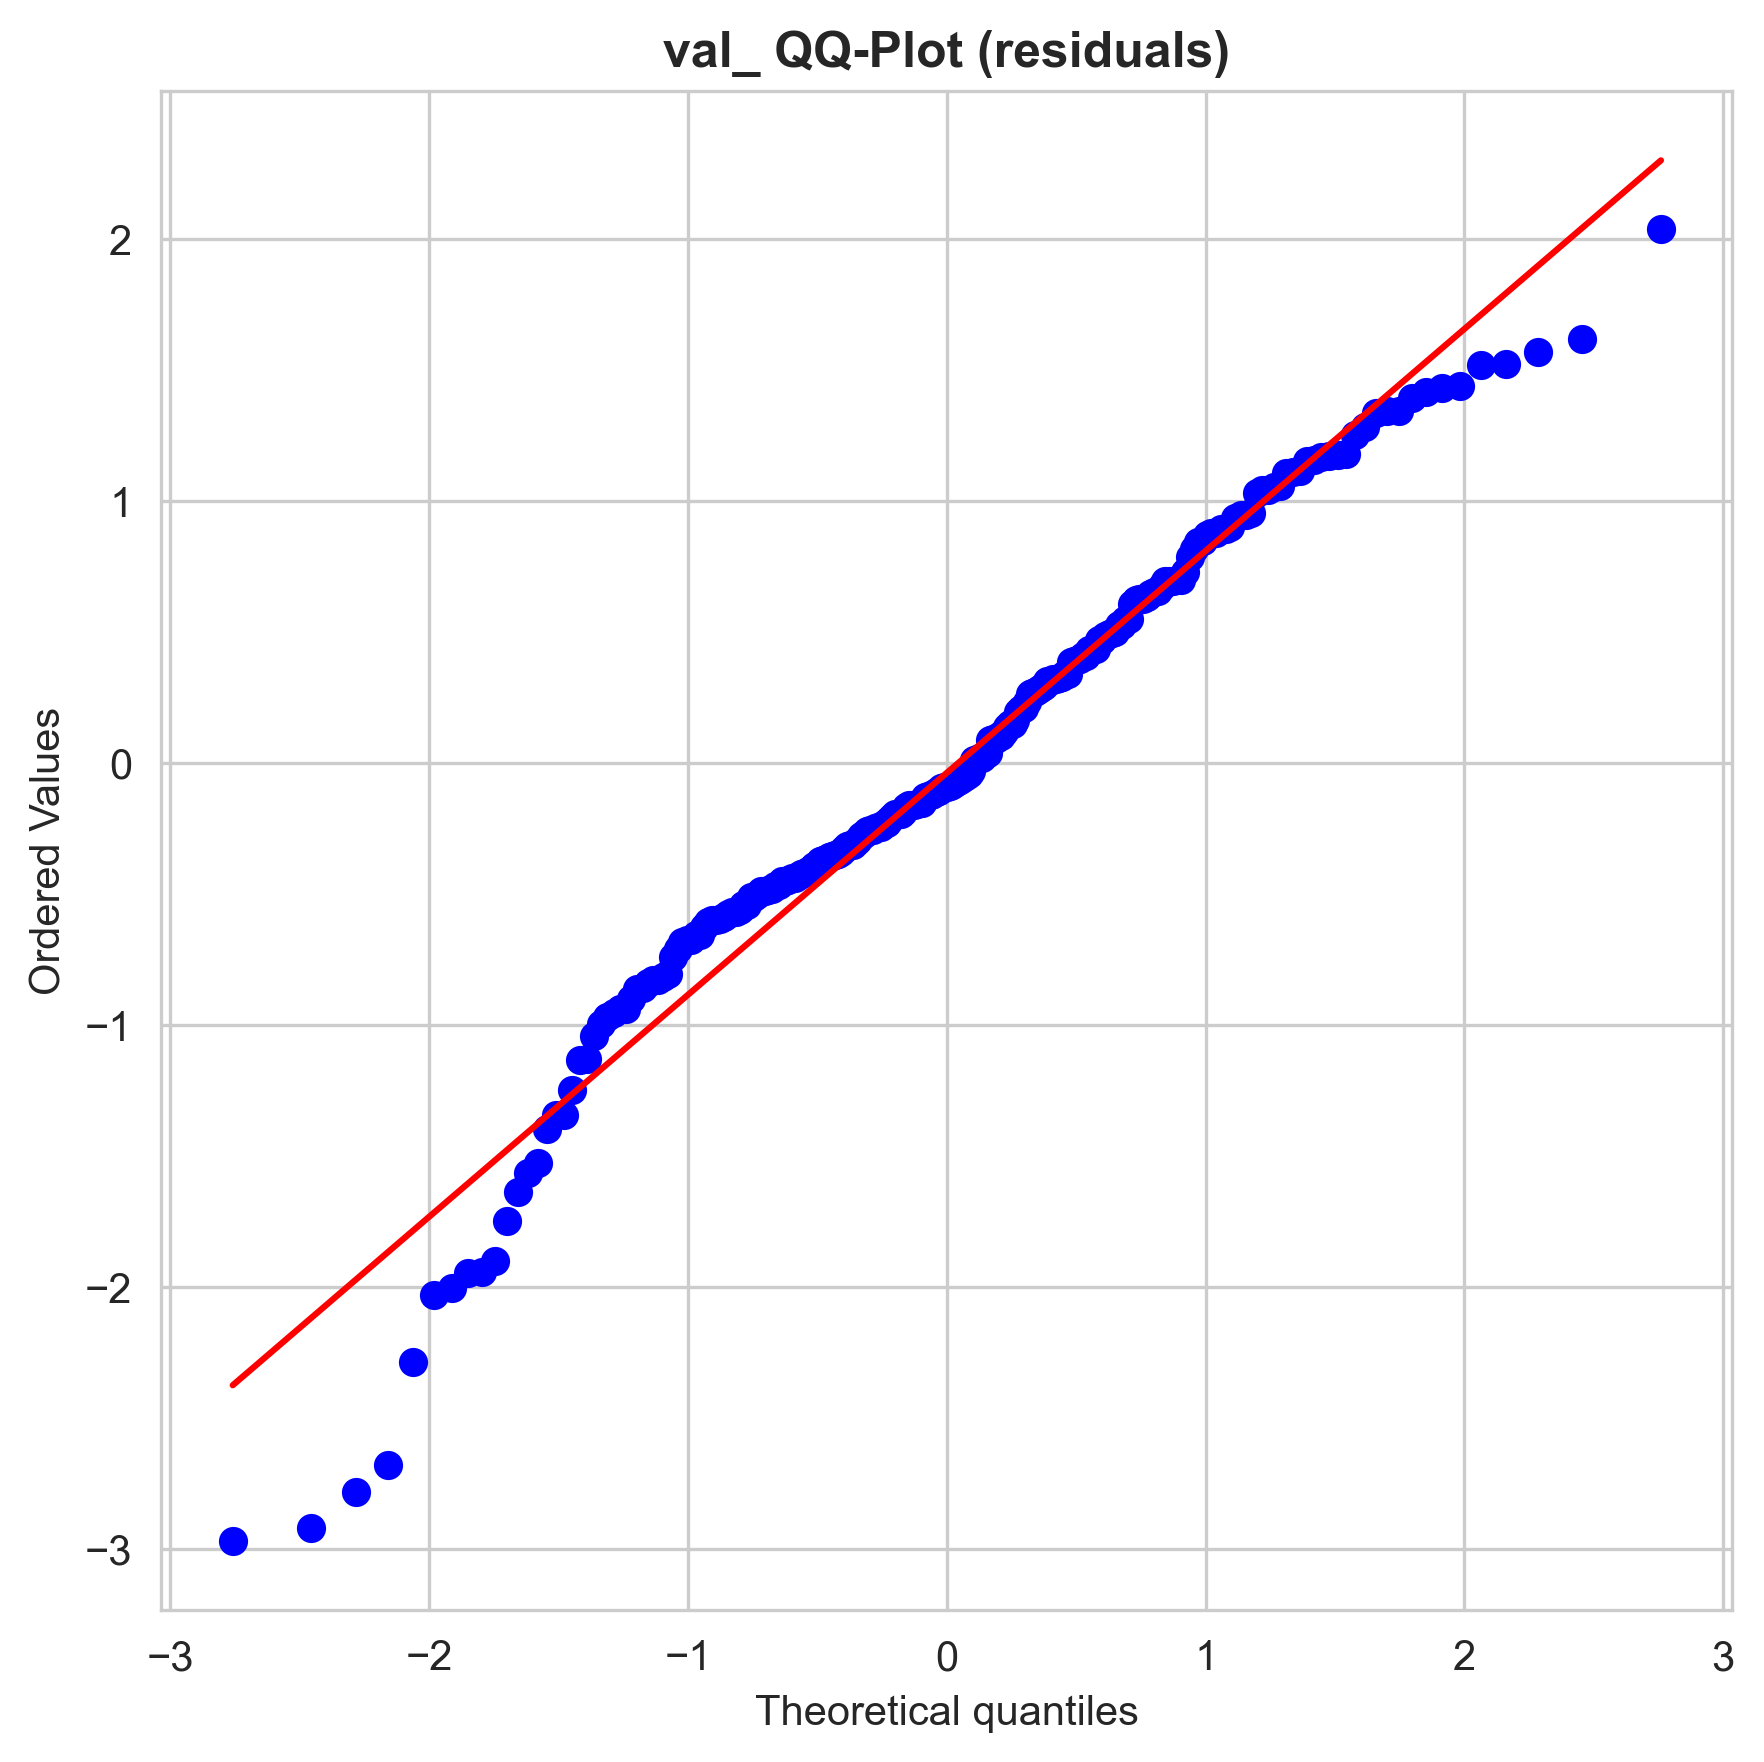 val_ QQ-Plot (residuals)
2
1
0
−1
−2
−3
Ordered Values
−3 −2 −1 0 1 2 3
Theoretical quantiles